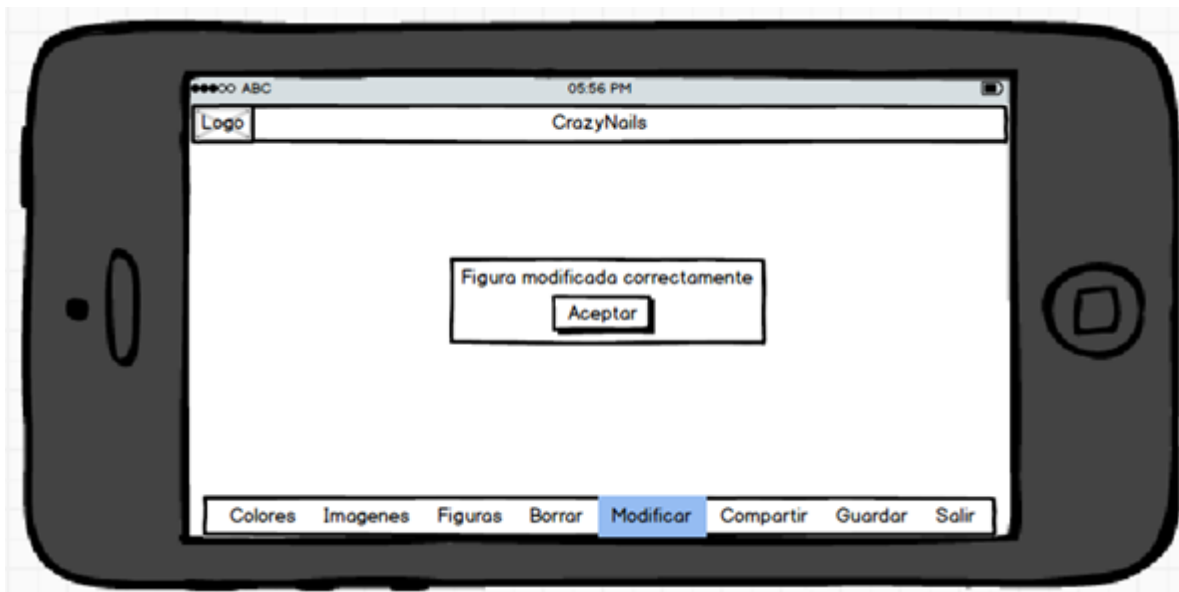 ABC 05:56 PM
Logo CrazyNails
Figura modificada correctamente
Aceptar
Colores Imagenes Figuras Borrar Modificar Compartir Guardar Salir